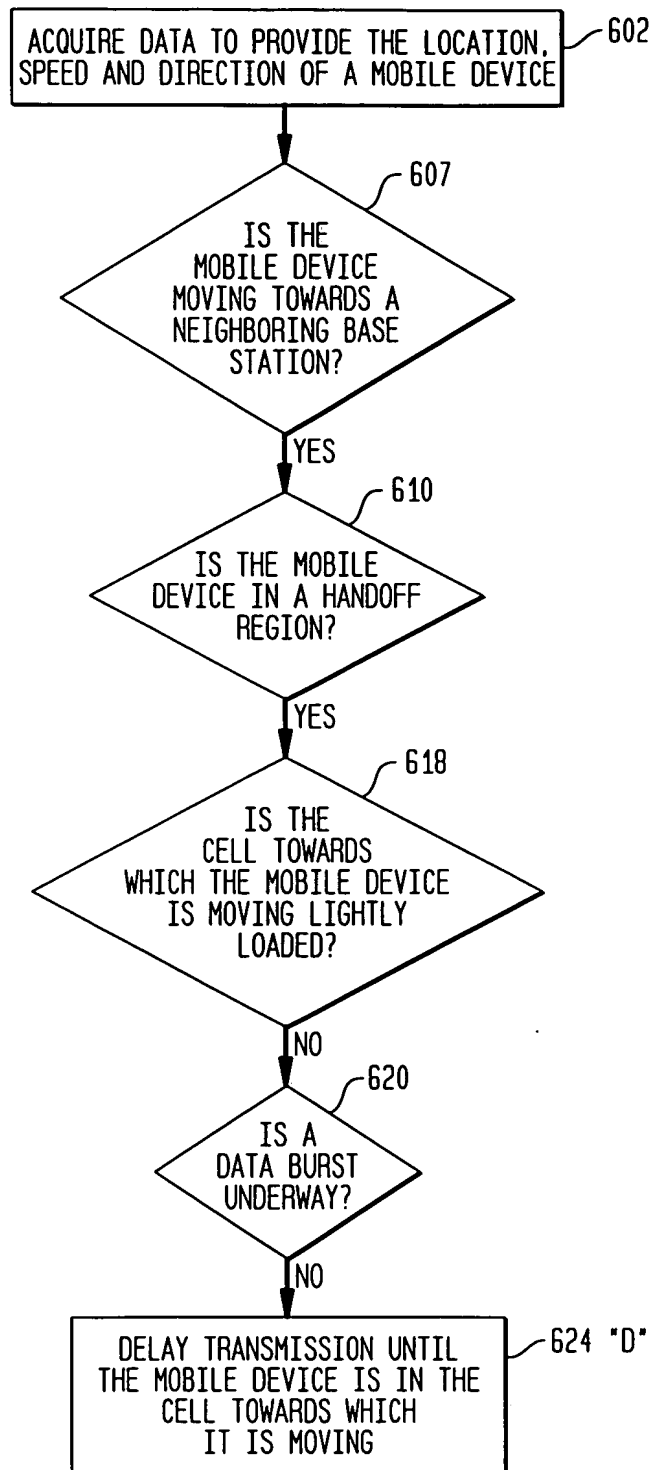 ACQUIRE DATA TO PROVIDE THE LOCATION,
SPEED AND DIRECTION OF A MOBILE DEVICE
602
607
IS THE
MOBILE DEVICE
MOVING TOWARDS A
NEIGHBORING BASE
STATION?
YES
610
IS THE MOBILE
DEVICE IN A HANDOFF
REGION?
YES
618
IS THE
CELL TOWARDS
WHICH THE MOBILE DEVICE
IS MOVING LIGHTLY
LOADED?
NO
620
IS A
DATA BURST
UNDERWAY?
NO
624 "D"
DELAY TRANSMISSION UNTIL
THE MOBILE DEVICE IS IN THE
CELL TOWARDS WHICH
IT IS MOVING